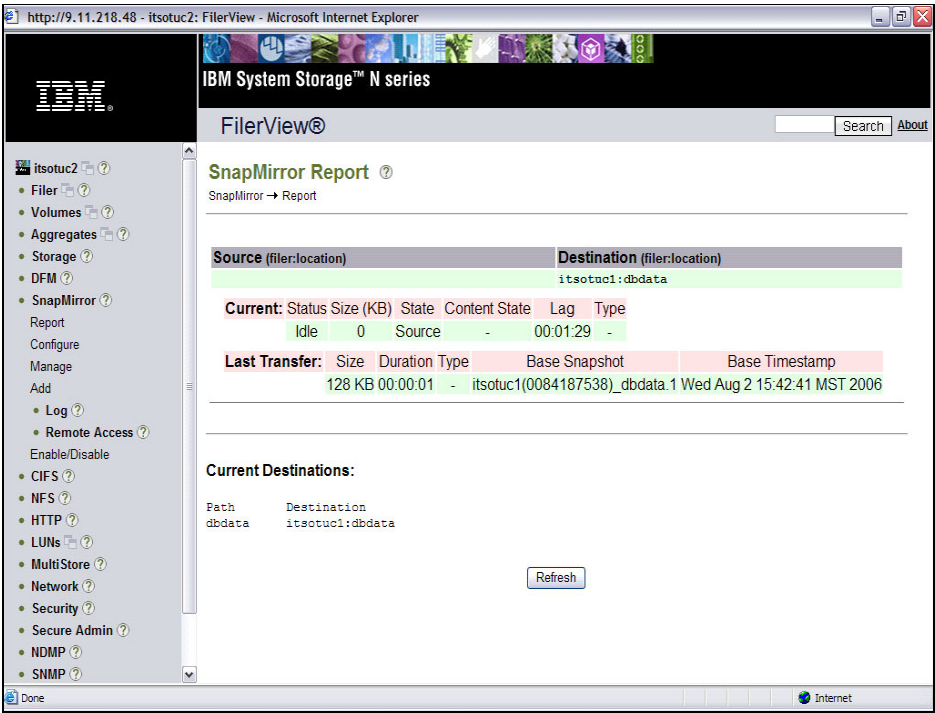 http://9.11.218.48 - itsotuc2: FilerView - Microsoft Internet Explorer
IBM®
IBM System Storage™ N series
FilerView®
Search
About
itsotuc2
Filer
Volumes
Aggregates
Storage
DFM
SnapMirror
Report
Configure
Manage
Add
Log
Remote Access
Enable/Disable
CIFS
NFS
HTTP
LUNs
MultiStore
Network
Security
Secure Admin
NDMP
SNMP
SnapMirror Report
SnapMirror ➔ Report
Source (filer:location) Destination (filer:location)
itsotuc1:dbdata
Current: Status Size (KB) State Content State Lag Type
Idle 0 Source - 00:01:29 -
Last Transfer: Size Duration Type Base Snapshot Base Timestamp
128 KB 00:00:01 - itsotuc1(0084187538)_dbdata.1 Wed Aug 2 15:42:41 MST 2006
Current Destinations:
Path Destination
dbdata itsotuc1:dbdata
Refresh
Done
Internet